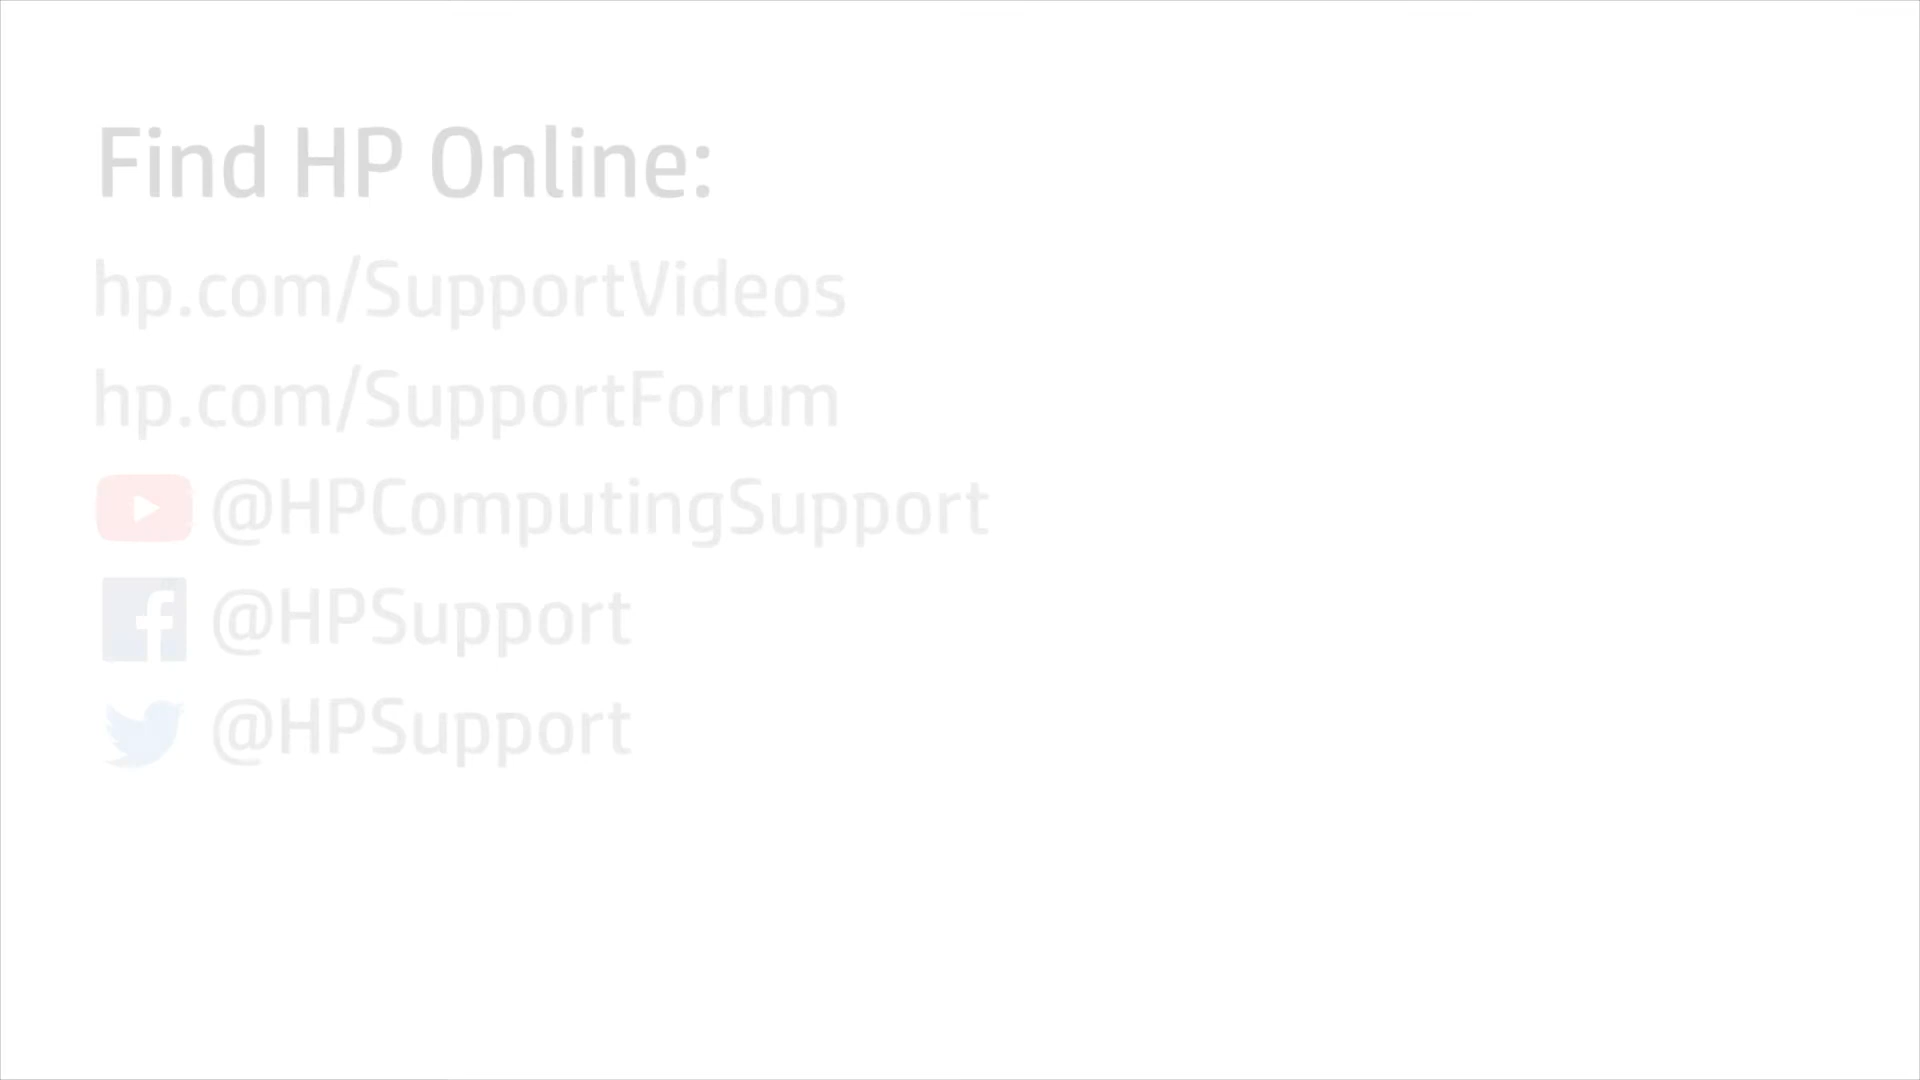 Find HP Online:
hp.com/SupportVideos
hp.com/SupportForum
@HPComputingSupport
@HPSupport
@HPSupport